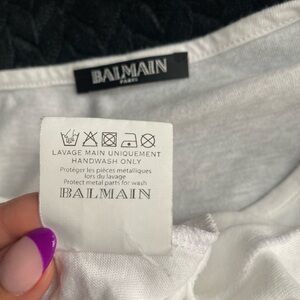 BALMAIN
PARIS
LAVAGE MAIN UNIQUEMENT
HANDWASH ONLY
Protéger les pièces métalliques
lors du lavage
Protect metal parts for wash
BALMAIN